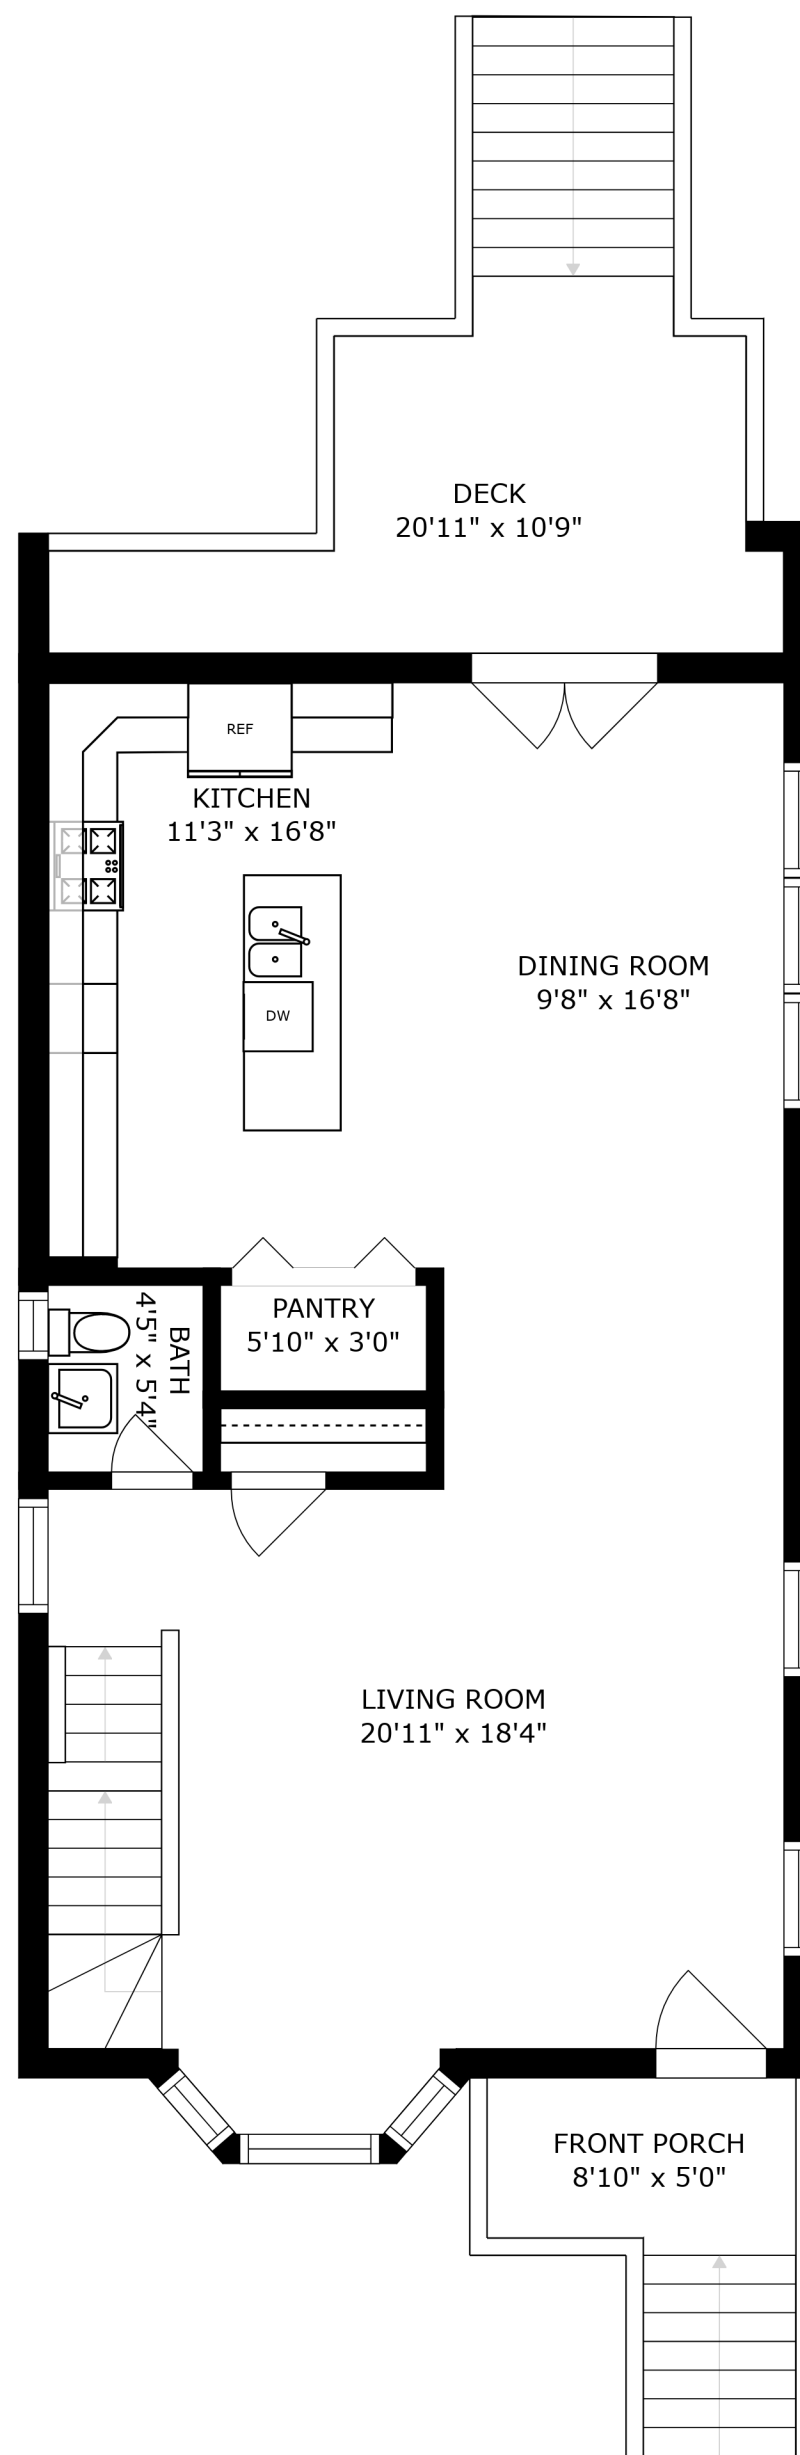 DECK
20'11" x 10'9"
REF
KITCHEN
11'3" x 16'8"
DINING ROOM
9'8" x 16'8"
DW
PANTRY
5'10" x 3'0"
BATH
4'5" x 5'4"
LIVING ROOM
20'11" x 18'4"
FRONT PORCH
8'10" x 5'0"